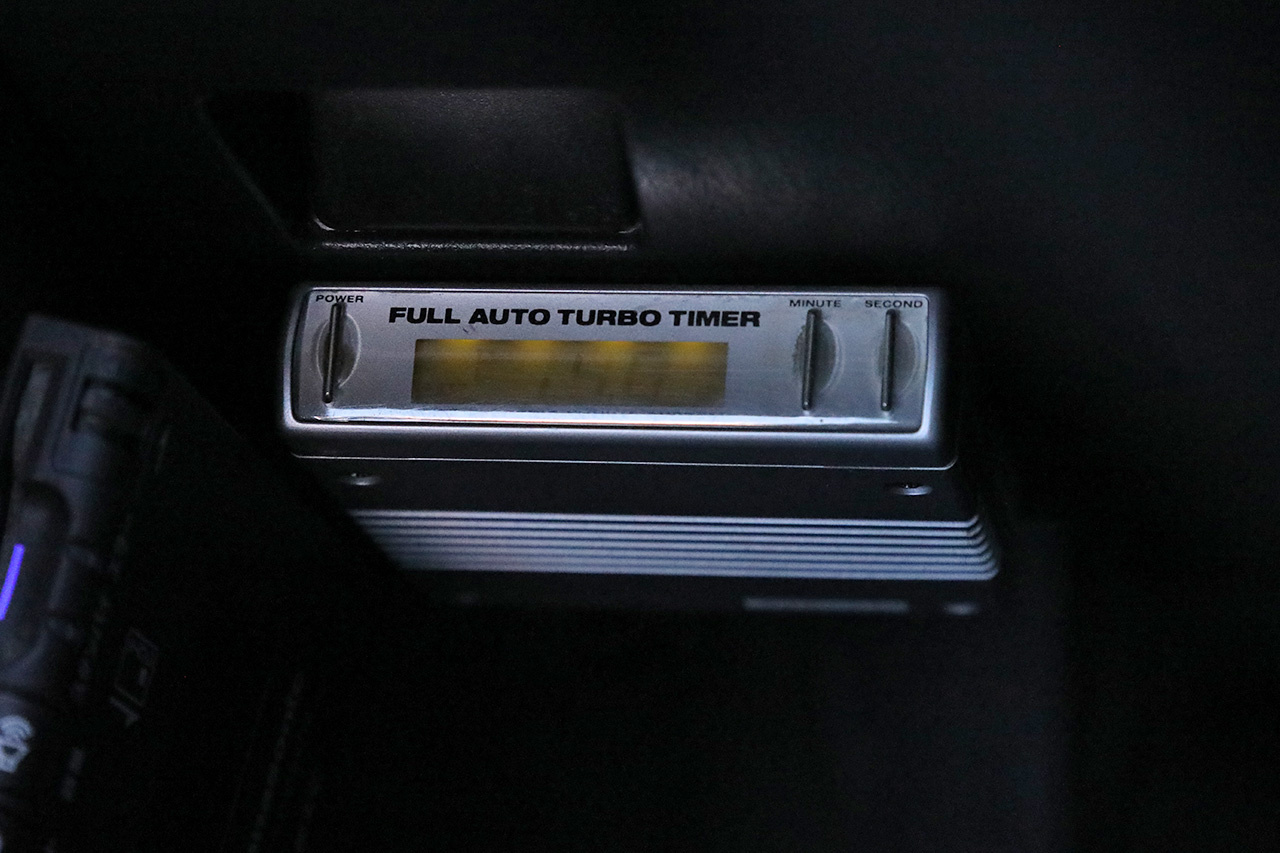 POWER
FULL AUTO TURBO TIMER
MINUTE
SECOND